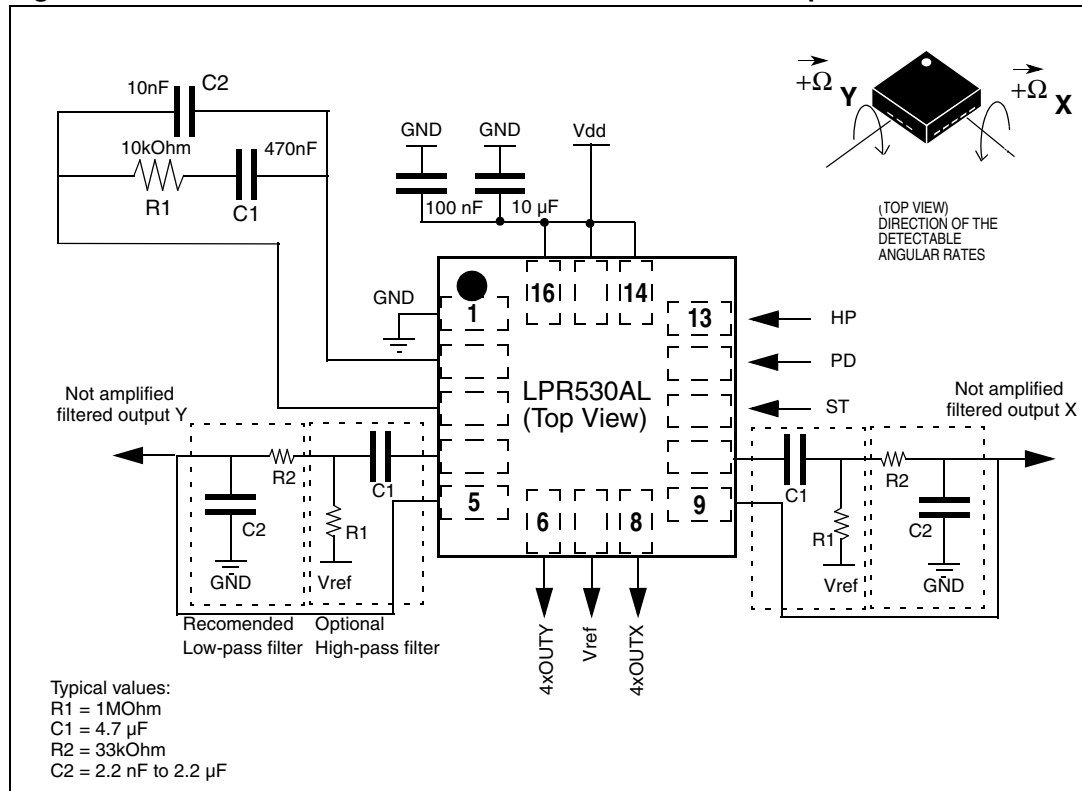 10nF C2
10kOhm 470nF
R1 C1
GND GND Vdd
100 nF 10 µF
+Ω Y +Ω X
(TOP VIEW)
DIRECTION OF THE
DETECTABLE
ANGULAR RATES
GND
1 16 14 13
HP
PD
ST
LPR530AL
(Top View)
5 6 8 9
Not amplified
filtered output Y
R2 C1
C2 R1
GND Vref
Recomended
Low-pass filter
Optional
High-pass filter
4xOUTY
Vref
4xOUTX
Not amplified
filtered output X
C1 R2
R1 C2
Vref GND
Typical values:
R1 = 1MOhm
C1 = 4.7 µF
R2 = 33kOhm
C2 = 2.2 nF to 2.2 µF